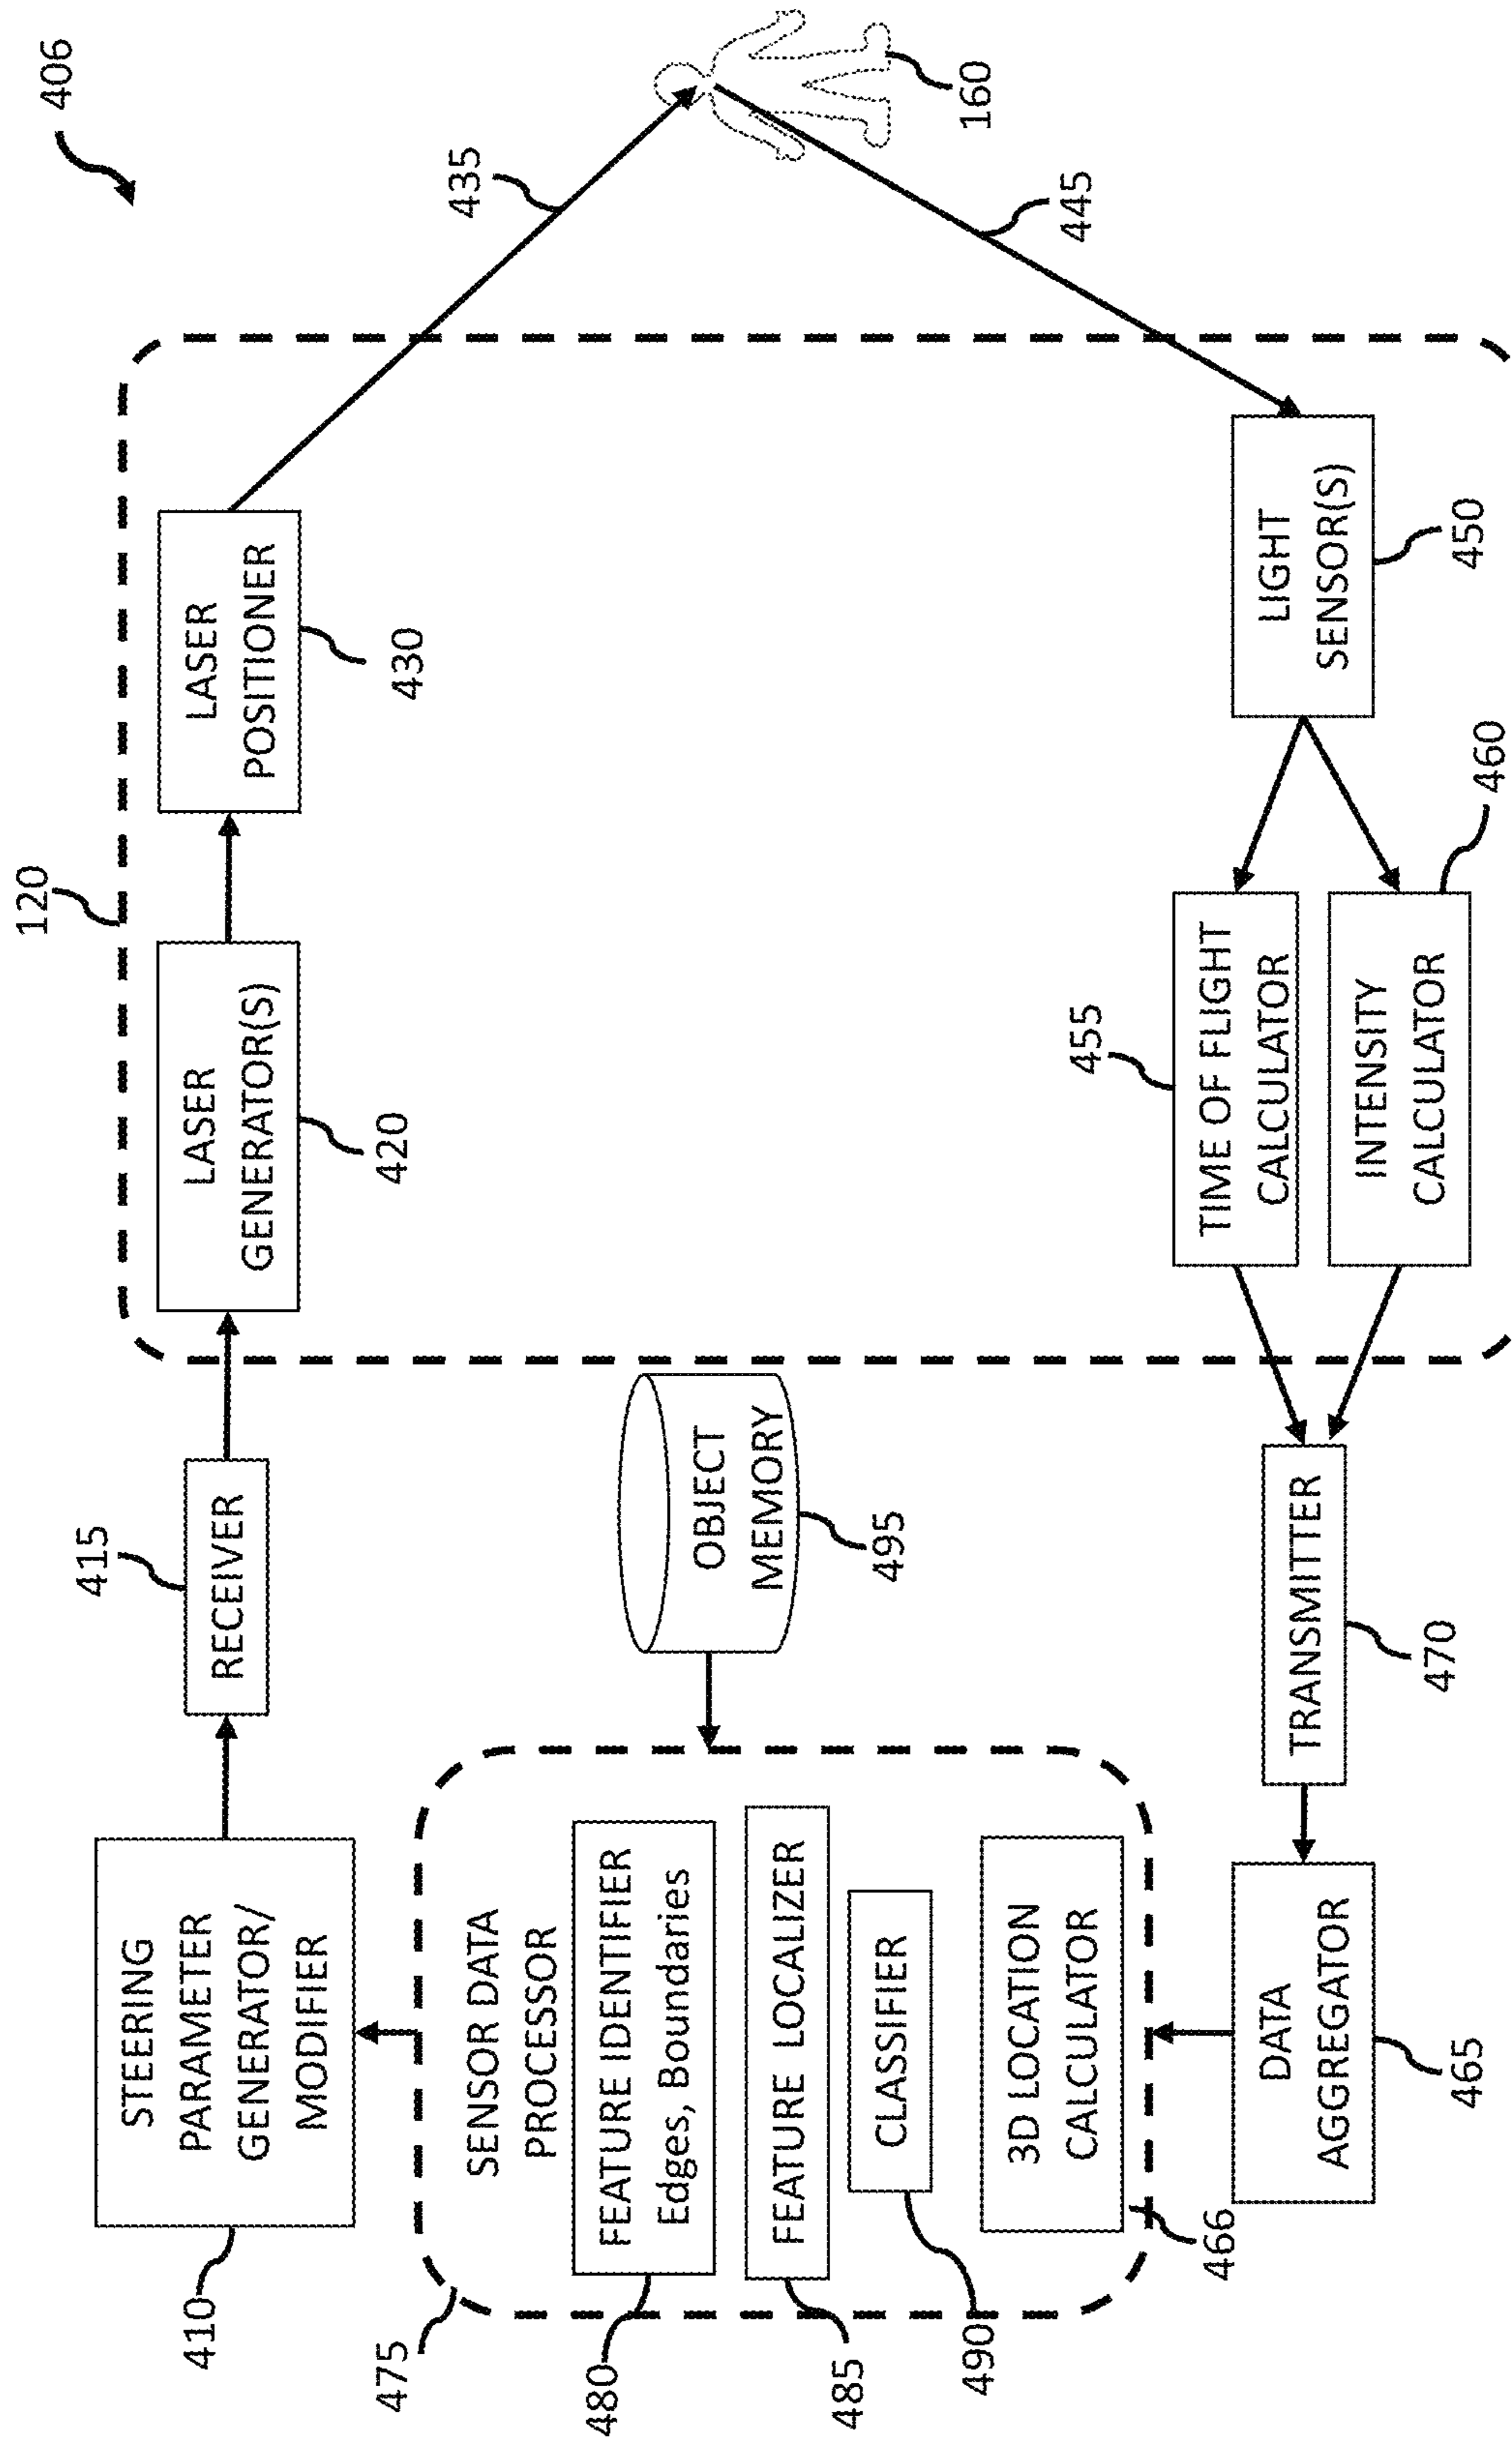 406
120
435
160
445
LASER
POSITIONER
430
LASER
GENERATOR(S)
420
415
RECEIVER
STEERING
PARAMETER
GENERATOR/
MODIFIER
410
475
SENSOR DATA
PROCESSOR
FEATURE IDENTIFIER
Edges, Boundaries
480
FEATURE LOCALIZER
485
CLASSIFIER
490
3D LOCATION
CALCULATOR
466
OBJECT
MEMORY
495
DATA
AGGREGATOR
465
TRANSMITTER
470
455
TIME OF FLIGHT
CALCULATOR
INTENSITY
CALCULATOR
460
LIGHT
SENSOR(S)
450